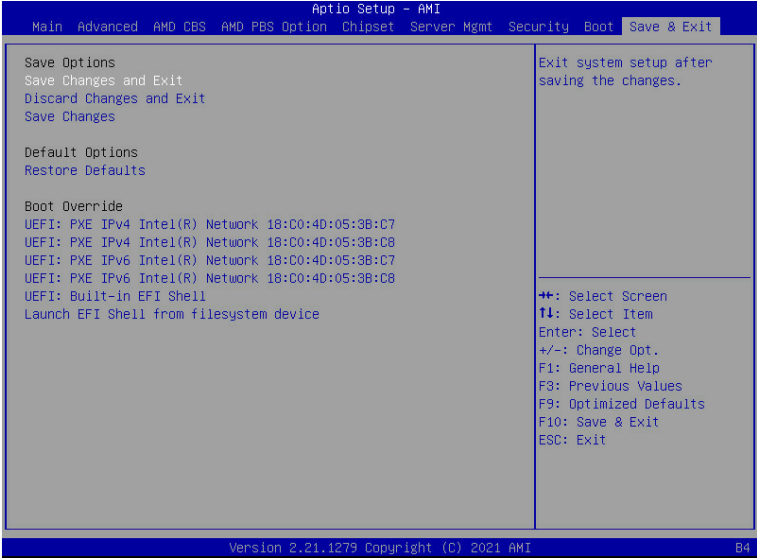 Aptio Setup – AMI
Main Advanced AMD CBS AMD PBS Option Chipset Server Mgmt Security Boot Save & Exit
Save Options
Save Changes and Exit
Discard Changes and Exit
Save Changes
Default Options
Restore Defaults
Boot Override
UEFI: PXE IPv4 Intel(R) Network 18:C0:4D:05:3B:C7
UEFI: PXE IPv4 Intel(R) Network 18:C0:4D:05:3B:C8
UEFI: PXE IPv6 Intel(R) Network 18:C0:4D:05:3B:C7
UEFI: PXE IPv6 Intel(R) Network 18:C0:4D:05:3B:C8
UEFI: Built-in EFI Shell
Launch EFI Shell from filesystem device
Exit system setup after
saving the changes.
→←: Select Screen
↑↓: Select Item
Enter: Select
+/-: Change Opt.
F1: General Help
F3: Previous Values
F9: Optimized Defaults
F10: Save & Exit
ESC: Exit
Version 2.21.1279 Copyright (C) 2021 AMI
B4